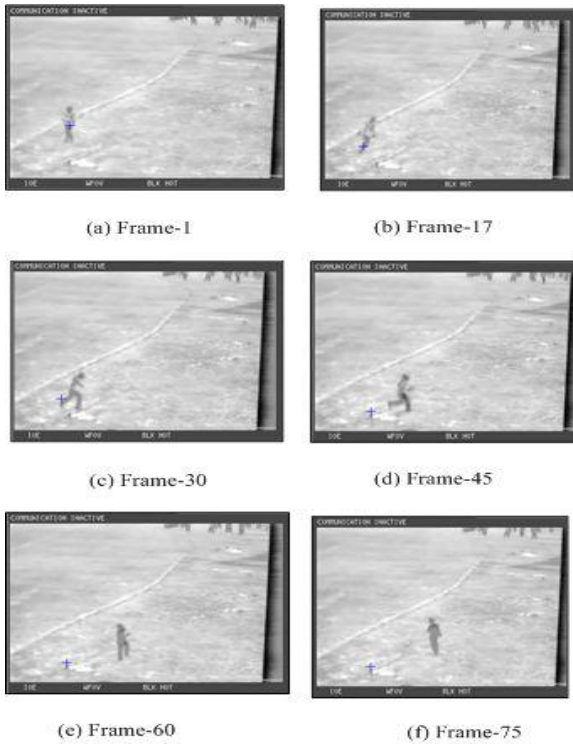 COMMUNICATION INACTIVE
COMMUNICATION INACTIVE
IOE WFOV BLK HOT
IOE WFOV BLK HOT
(a) Frame-1
(b) Frame-17
COMMUNICATION INACTIVE
COMMUNICATION INACTIVE
IOE WFOV BLK HOT
IOE WFOV BLK HOT
(c) Frame-30
(d) Frame-45
COMMUNICATION INACTIVE
COMMUNICATION INACTIVE
IOE WFOV BLK HOT
IOE WFOV BLK HOT
(e) Frame-60
(f) Frame-75